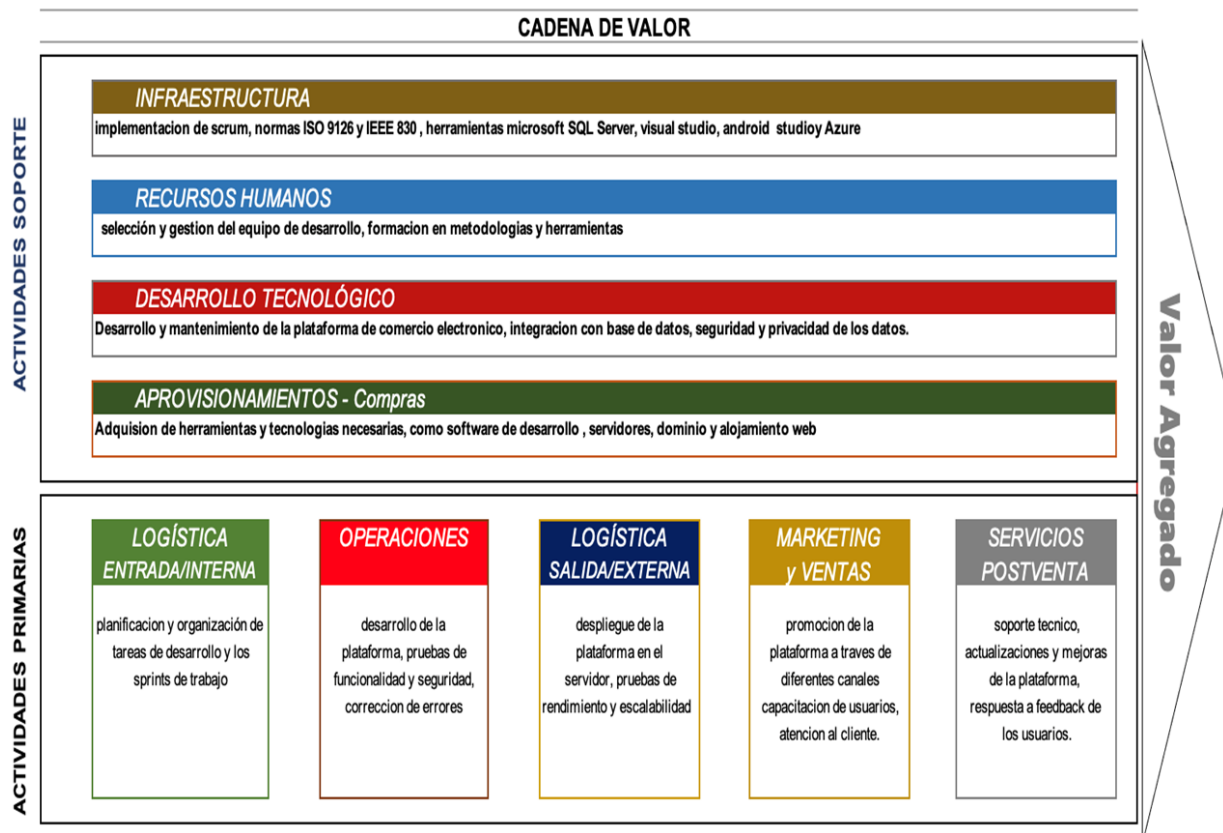 CADENA DE VALOR
ACTIVIDADES SOPORTE
INFRAESTRUCTURA
implementacion de scrum, normas ISO 9126 y IEEE 830 , herramientas microsoft SQL Server, visual studio, android studioy Azure
RECURSOS HUMANOS
selección y gestion del equipo de desarrollo, formacion en metodologias y herramientas
DESARROLLO TECNOLÓGICO
Desarrollo y mantenimiento de la plataforma de comercio electronico, integracion con base de datos, seguridad y privacidad de los datos.
APROVISIONAMIENTOS - Compras
Adquision de herramientas y tecnologias necesarias, como software de desarrollo , servidores, dominio y alojamiento web
ACTIVIDADES PRIMARIAS
LOGÍSTICA
ENTRADA/INTERNA
planificacion y organización de
tareas de desarrollo y los
sprints de trabajo
OPERACIONES
desarrollo de la
plataforma, pruebas de
funcionalidad y seguridad,
correccion de errores
LOGÍSTICA
SALIDA/EXTERNA
despliegue de la
plataforma en el
servidor, pruebas de
rendimiento y escalabilidad
MARKETING
y VENTAS
promocion de la
plataforma a traves de
diferentes canales
capacitacion de usuarios,
atencion al cliente.
SERVICIOS
POSTVENTA
soporte tecnico,
actualizaciones y mejoras
de la plataforma,
respuesta a feedback de
los usuarios.
Valor Agregado